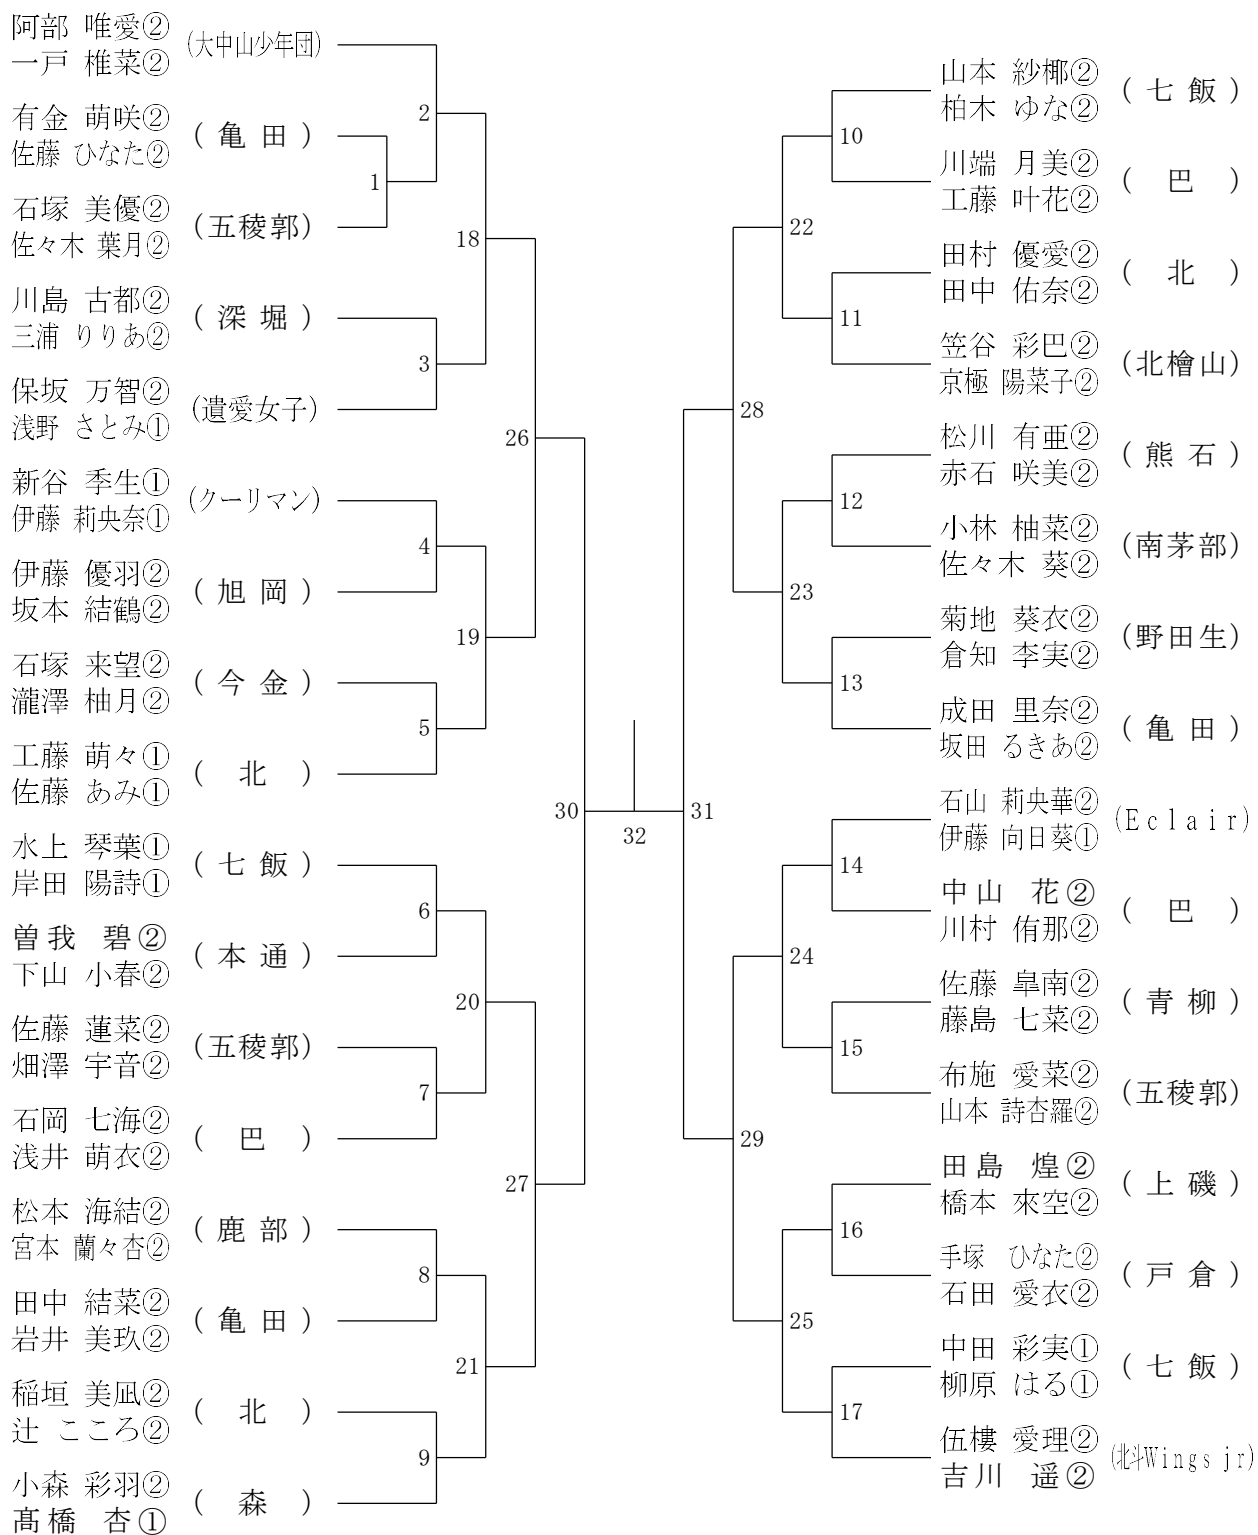 阿部 唯愛②
一戸 椎菜②
(大中山少年団)
有金 萌咲②
佐藤 ひなた②
(亀田)
石塚 美優②
佐々木 葉月②
(五稜郭)
川島 古都②
三浦 りりあ②
(深堀)
保坂 万智②
浅野 さとみ①
(遺愛女子)
新谷 季生①
伊藤 莉央奈①
(クーリマン)
伊藤 優羽②
坂本 結鶴②
(旭岡)
石塚 来望②
瀧澤 柚月②
(今金)
工藤 萌々①
佐藤 あみ①
(北)
水上 琴葉①
岸田 陽詩①
(七飯)
曽我 碧②
下山 小春②
(本通)
佐藤 蓮菜②
畑澤 宇音②
(五稜郭)
石岡 七海②
浅井 萌衣②
(巴)
松本 海結②
宮本 蘭々杏②
(鹿部)
田中 結菜②
岩井 美玖②
(亀田)
稲垣 美凪②
辻 こころ②
(北)
小森 彩羽②
髙橋 杏①
(森)
1
2
3
4
5
6
7
8
9
18
19
20
21
26
27
30
32
31
28
29
22
23
24
25
10
11
12
13
14
15
16
17
山本 紗椰②
柏木 ゆな②
(七飯)
川端 月美②
工藤 叶花②
(巴)
田村 優愛②
田中 佑奈②
(北)
笠谷 彩巴②
京極 陽菜子②
(北檜山)
松川 有亜②
赤石 咲美②
(熊石)
小林 柚菜②
佐々木 葵②
(南茅部)
菊地 葵衣②
倉知 李実②
(野田生)
成田 里奈②
坂田 るきあ②
(亀田)
石山 莉央華②
伊藤 向日葵①
(Eclair)
中山 花②
川村 侑那②
(巴)
佐藤 皐南②
藤島 七菜②
(青柳)
布施 愛菜②
山本 詩杏羅②
(五稜郭)
田島 煌②
橋本 來空②
(上磯)
手塚 ひなた②
石田 愛衣②
(戸倉)
中田 彩実①
柳原 はる①
(七飯)
伍樓 愛理②
吉川 遥②
(北斗Wings jr)